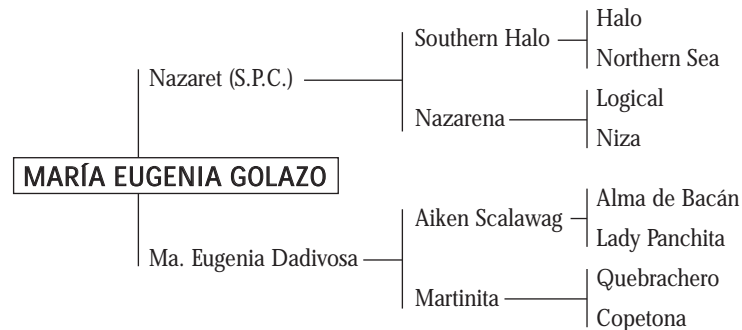 Halo
Southern Halo
Northern Sea
Nazaret (S.P.C.)
Logical
Nazarena
Niza
MARÍA EUGENIA GOLAZO
Alma de Bacán
Aiken Scalawag
Lady Panchita
Ma. Eugenia Dadivosa
Quebrachero
Martinita
Copetona